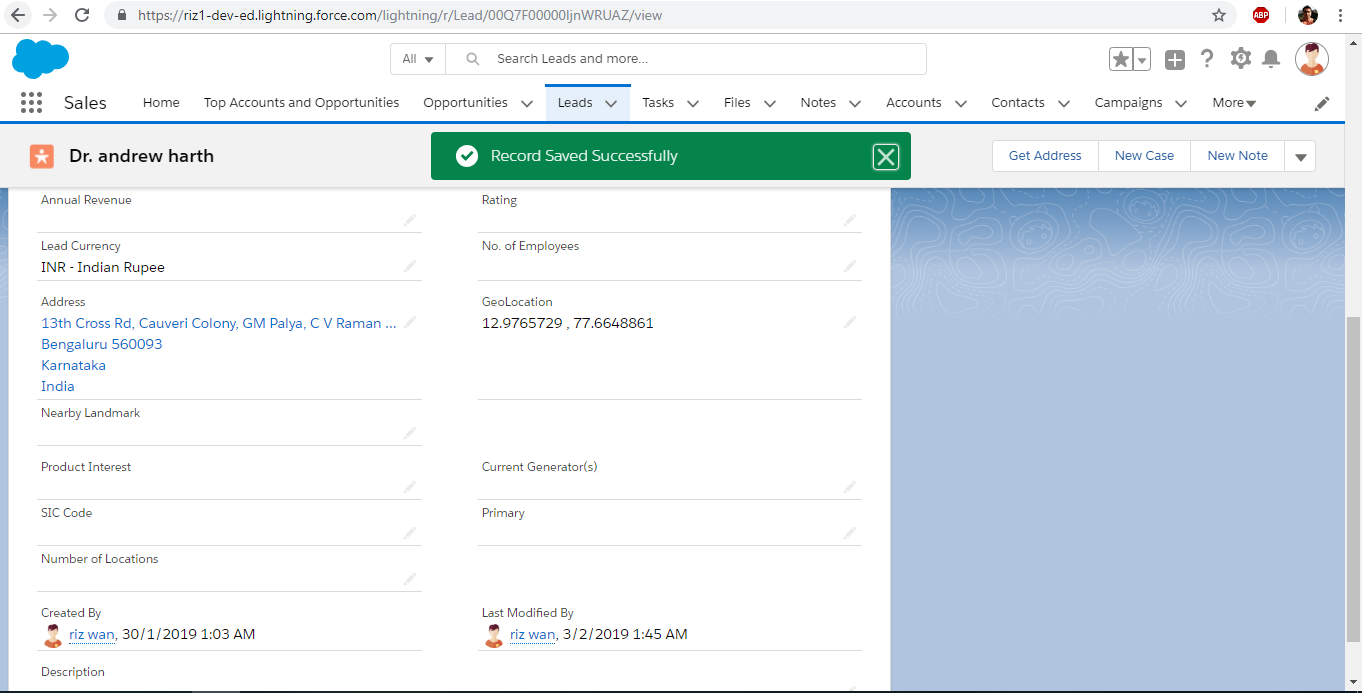 https://riz1-dev-ed.lightning.force.com/lightning/r/Lead/00Q7F00000IjnWRUAZ/view
ABP
All
Search Leads and more...
Sales
Home
Top Accounts and Opportunities
Opportunities
Leads
Tasks
Files
Notes
Accounts
Contacts
Campaigns
More
Dr. andrew harth
Record Saved Successfully
Get Address
New Case
New Note
Annual Revenue
Rating
Lead Currency
INR - Indian Rupee
No. of Employees
Address
13th Cross Rd, Cauveri Colony, GM Palya, C V Raman ...
Bengaluru 560093
Karnataka
India
GeoLocation
12.9765729 , 77.6648861
Nearby Landmark
Product Interest
Current Generator(s)
SIC Code
Primary
Number of Locations
Created By
riz wan, 30/1/2019 1:03 AM
Last Modified By
riz wan, 3/2/2019 1:45 AM
Description